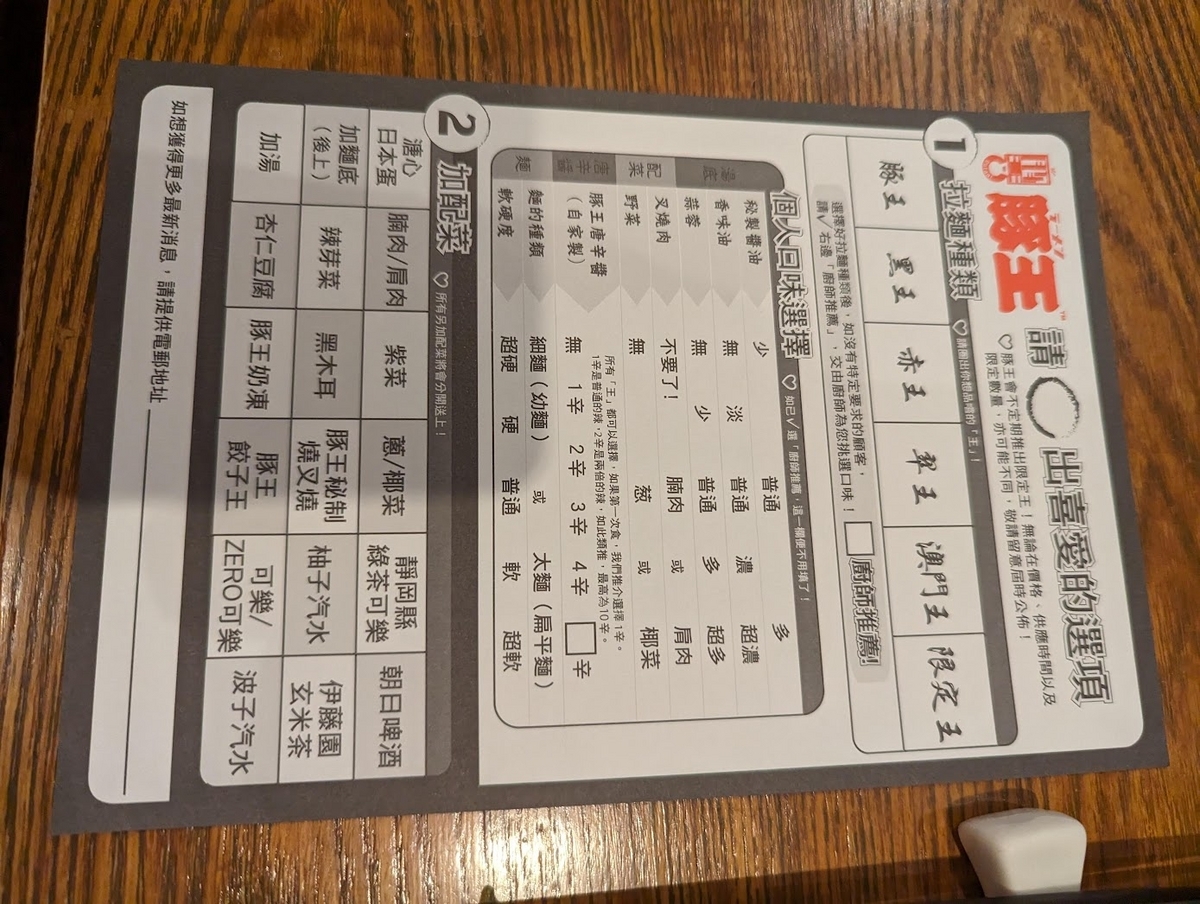 豚王
請 出喜愛的選項
♡豚王會不定期推出限定王！無論在價格、供應時間以及
限定數量，亦可能不同，敬請留意屆時公佈！
1 拉麵種類 ♡請圈出你想品嚐的「王」！
豚王 黑王 赤王 翠王 澳門王 限定王
選擇好拉麵種類後，如沒有特定要求的顧客，
請✓右邊「廚師推薦」，交由廚師為您挑選口味！ 廚師推薦!
個人口味選擇 ♡如已✓選「廚師推薦」這一欄便不用填了！
湯底 秘製醬油 少 普通 多
香味油 無 淡 普通 濃 超濃
蒜蓉 無 少 普通 多 超多
配菜 叉燒肉 不要了！ 腩肉 或 肩肉
野菜 無 葱 或 椰菜
唐辛醬 豚王唐辛醬
（自家製）
所有「王」都可以選擇，如果第一次食，我們推介選擇1辛。
1辛是普通的辣，2辛是兩倍的辣，如此類推，最高為10辛。
無 1辛 2辛 3辛 4辛 辛
麵 麵的種類 細麵（幼麵） 或 太麵（扁平麵）
軟硬度 超硬 硬 普通 軟 超軟
2 加配菜 ♡所有另加配菜將會分開送上！
溏心
日本蛋 腩肉/肩肉 紫菜 蔥/椰菜 靜岡縣
綠茶可樂 朝日啤酒
加麵底
（後上） 辣芽菜 黑木耳 豚王秘制
燒叉燒 柚子汽水 伊藤園
玄米茶
加湯 杏仁豆腐 豚王奶凍 豚王
餃子王 可樂/
ZERO可樂 波子汽水
如想獲得更多最新消息，請提供電郵地址